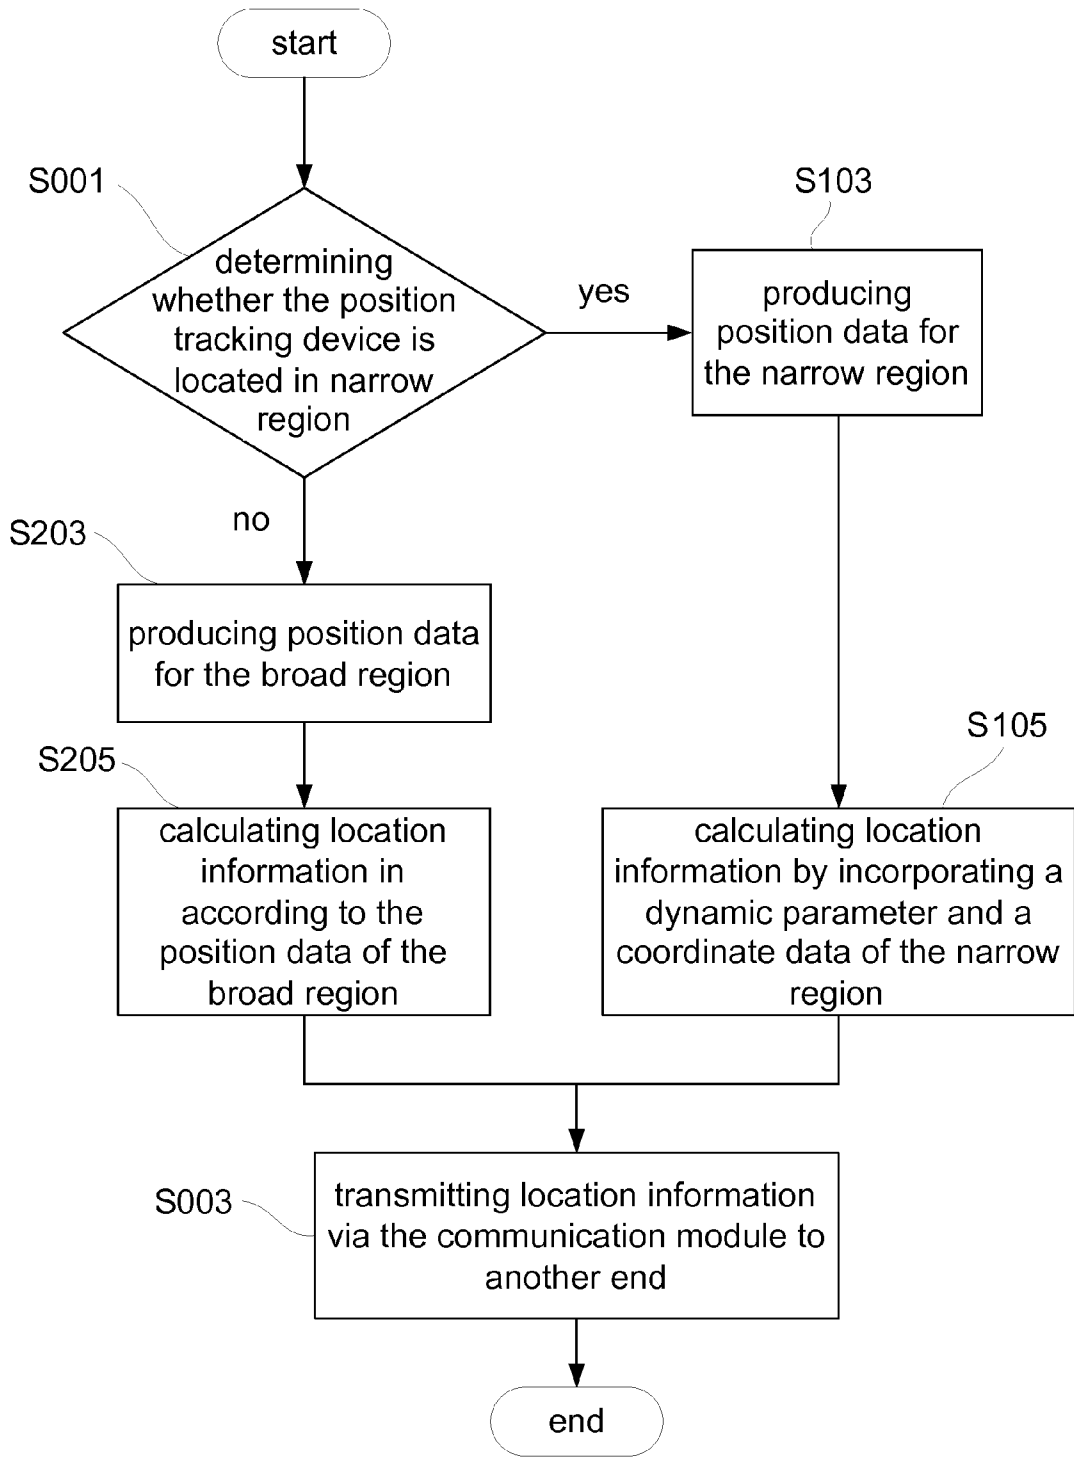 start
S001
determining
whether the position
tracking device is
located in narrow
region
yes
S103
producing
position data for
the narrow region
no
S203
producing position data
for the broad region
S205
calculating location
information in
according to the
position data of the
broad region
S105
calculating location
information by incorporating a
dynamic parameter and a
coordinate data of the narrow
region
S003
transmitting location information
via the communication module to
another end
end